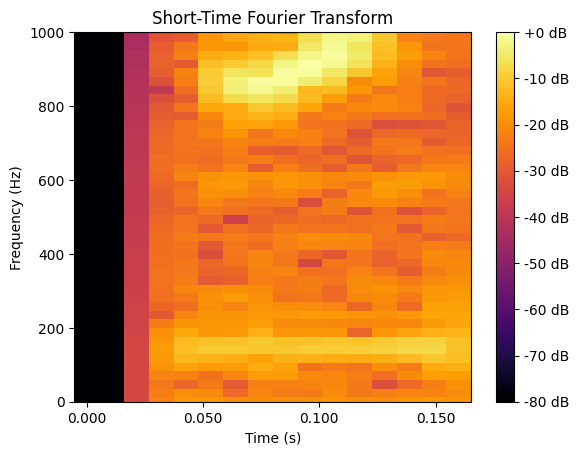 Short-Time Fourier Transform
1000
800
600
400
200
0
Frequency (Hz)
0.000
0.050
0.100
0.150
Time (s)
+0 dB
-10 dB
-20 dB
-30 dB
-40 dB
-50 dB
-60 dB
-70 dB
-80 dB